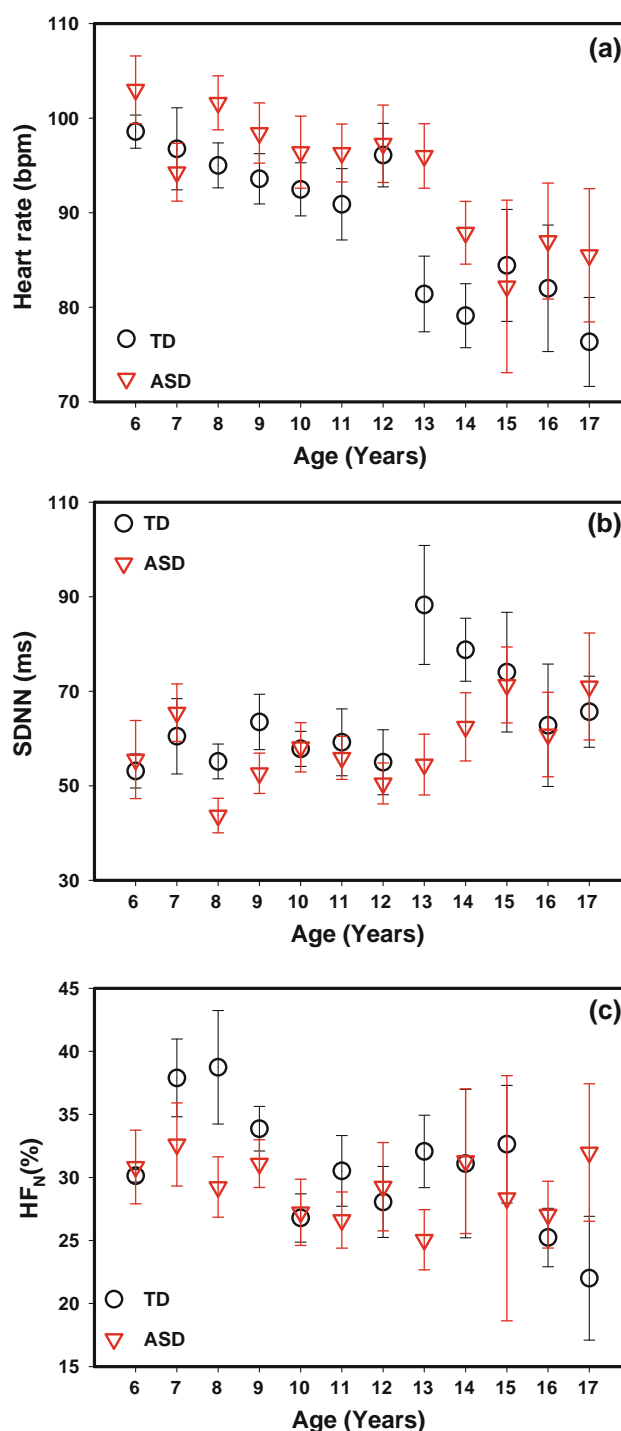 110
(a)
100
90
80
70
Heart rate (bpm)
TD
ASD
6 7 8 9 10 11 12 13 14 15 16 17
Age (Years)
110
(b)
TD
ASD
90
70
50
30
SDNN (ms)
6 7 8 9 10 11 12 13 14 15 16 17
Age (Years)
45
(c)
40
35
30
25
20
15
HFN(%)
TD
ASD
6 7 8 9 10 11 12 13 14 15 16 17
Age (Years)